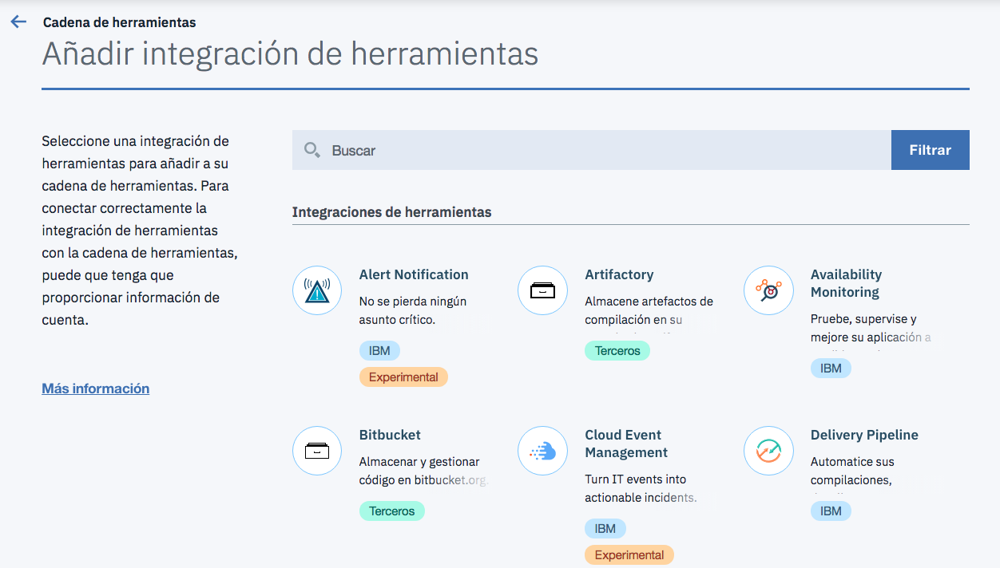 Cadena de herramientas
Añadir integración de herramientas
Seleccione una integración de
herramientas para añadir a su
cadena de herramientas. Para
conectar correctamente la
integración de herramientas
con la cadena de herramientas,
puede que tenga que
proporcionar información de
cuenta.
Más información
Buscar
Filtrar
Integraciones de herramientas
Alert Notification
No se pierda ningún
asunto crítico.
IBM
Experimental
Artifactory
Almacene artefactos de
compilación en su
Terceros
Availability
Monitoring
Pruebe, supervise y
mejore su aplicación a
IBM
Bitbucket
Almacenar y gestionar
código en bitbucket.org.
Terceros
Cloud Event
Management
Turn IT events into
actionable incidents.
IBM
Experimental
Delivery Pipeline
Automatice sus
compilaciones,
IBM